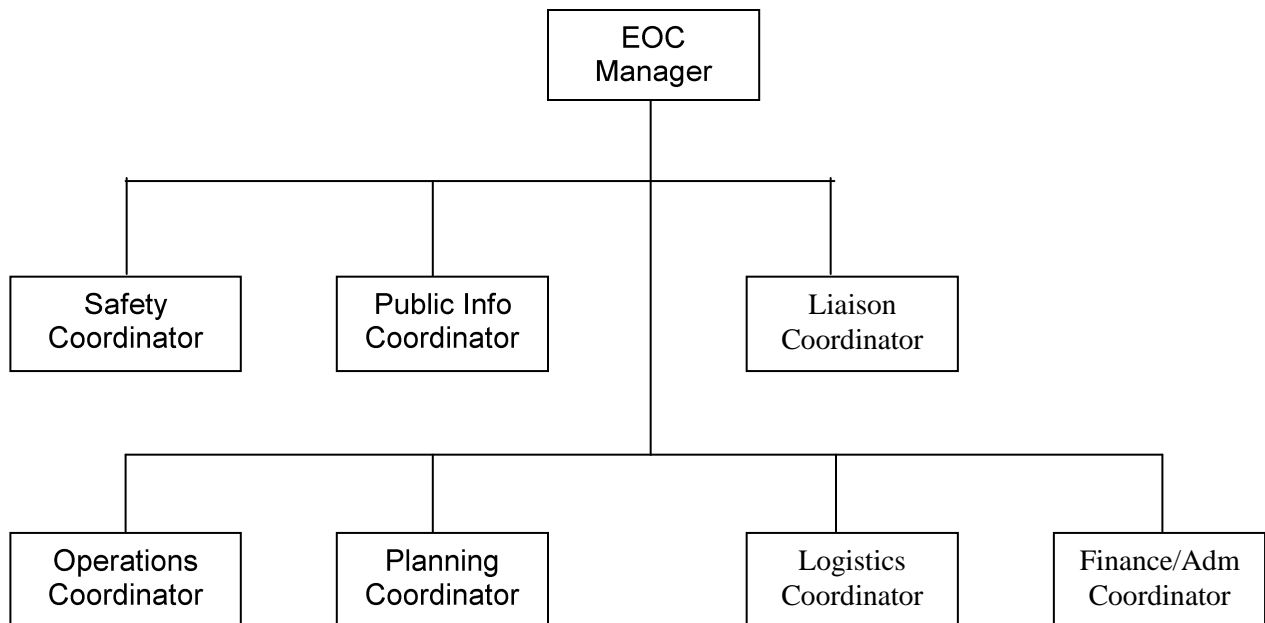 EOC
Manager
Safety
Coordinator
Public Info
Coordinator
Liaison
Coordinator
Operations
Coordinator
Planning
Coordinator
Logistics
Coordinator
Finance/Adm
Coordinator